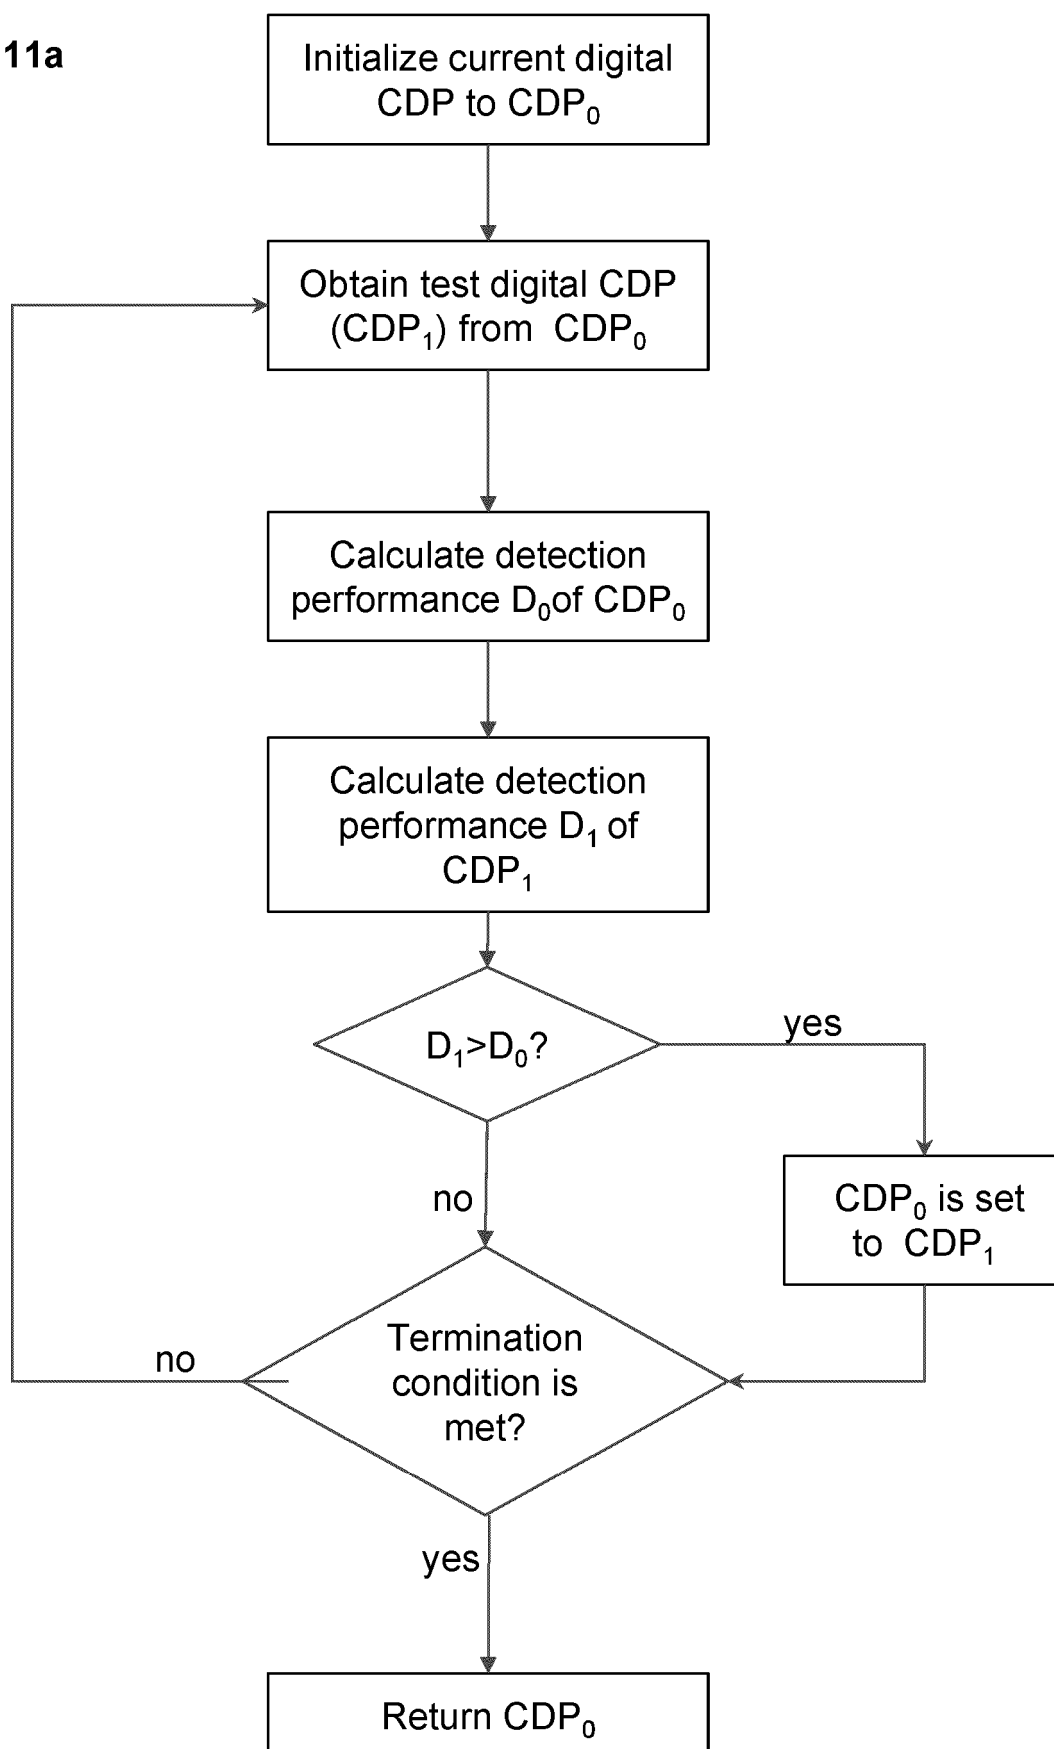 11a
Initialize current digital
CDP to CDP₀
Obtain test digital CDP
(CDP₁) from CDP₀
Calculate detection
performance D₀of CDP₀
Calculate detection
performance D₁ of
CDP₁
D₁>D₀?
yes
no
CDP₀ is set
to CDP₁
Termination
condition is
met?
no
yes
Return CDP₀